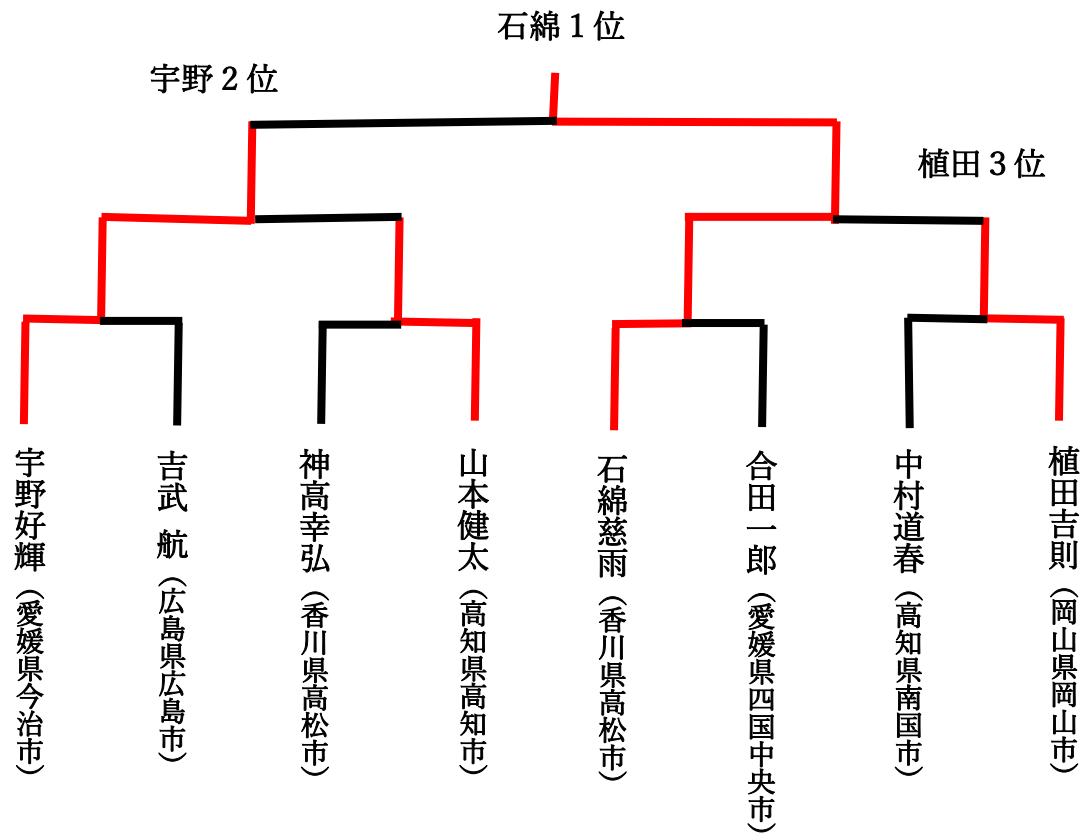 石綿1位
宇野2位
植田3位
宇野好輝（愛媛県今治市）
吉武 航（広島県広島市）
神高幸弘（香川県高松市）
山本健太（高知県高知市）
石綿慈雨（香川県高松市）
合田一郎（愛媛県四国中央市）
中村道春（高知県南国市）
植田吉則（岡山県岡山市）